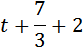 t + 7/3 + 2